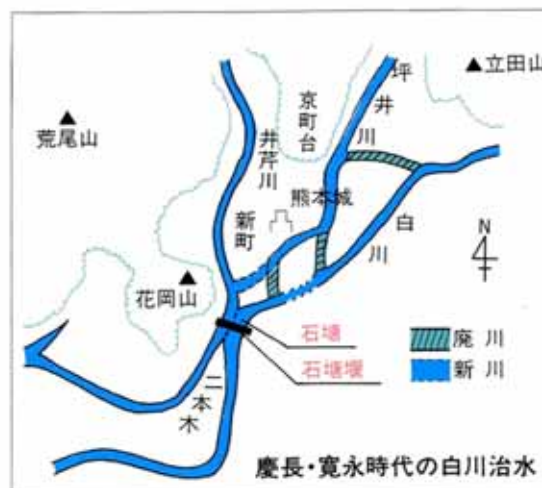 立田山
荒尾山
京町台
坪井川
井芹川
熊本城
新町
白川
N
花岡山
石塘
石塘堰
廃川
新川
二本木
慶長・寛永時代の白川治水